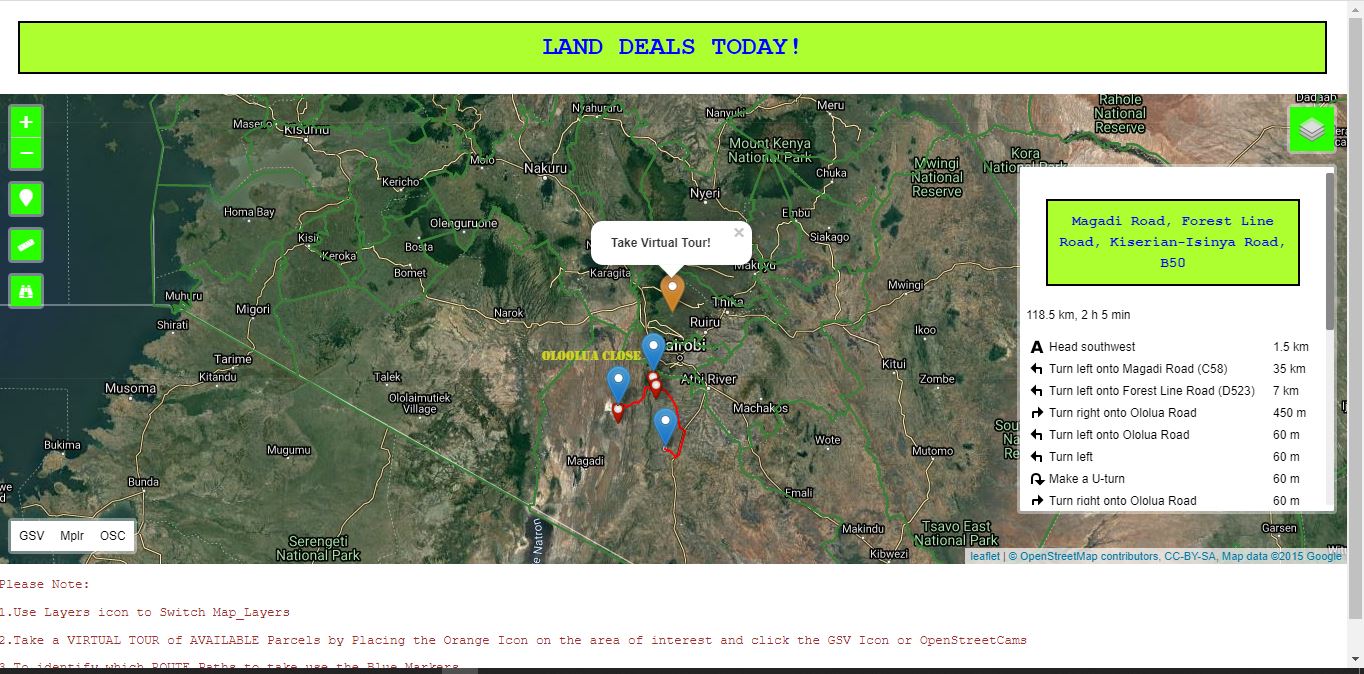 LAND DEALS TODAY!
+
−
Nyahururu
Nanyuki
Meru
Rahole
National
Reserve
Dadaab
Maseno
Kisumu
Molo
Nakuru
Mount Kenya
National Park
Kora
National Park
Mwingi
National
Reserve
Kericho
Chuka
Nyeri
Homa Bay
Olenguruone
Embu
Siakago
Kisii
Keroka
Bosta
Bomet
Take Virtual Tour!
×
Karagita
Makuyu
Muhuru
Migori
Narok
Thika
Mwingi
Shirati
Ruiru
Ikoo
OLOOLUA CLOSE
airobi
Tarime
Kitandu
Talek
Athi River
Kitui
Zombe
Musoma
Ololaimutiek
Village
Machakos
Bukima
Mugumu
Magadi
Wote
Mutomo
Bunda
Emali
Makindu
Tsavo East
National Park
Kibwezi
Garsen
Serengeti
National Park
e Natron
Magadi Road, Forest Line
Road, Kiserian-Isinya Road,
B50
118.5 km, 2 h 5 min
Head southwest 1.5 km
Turn left onto Magadi Road (C58) 35 km
Turn left onto Forest Line Road (D523) 7 km
Turn right onto Ololua Road 450 m
Turn left onto Ololua Road 60 m
Turn left 60 m
Make a U-turn 60 m
Turn right onto Ololua Road 60 m
GSV Mplr OSC
leaflet | © OpenStreetMap contributors, CC-BY-SA, Map data ©2015 Google
Please Note:
1.Use Layers icon to Switch Map_Layers
2.Take a VIRTUAL TOUR of AVAILABLE Parcels by Placing the Orange Icon on the area of interest and click the GSV Icon or OpenStreetCams
3.To identify which ROUTE Paths to take use the Blue Markers